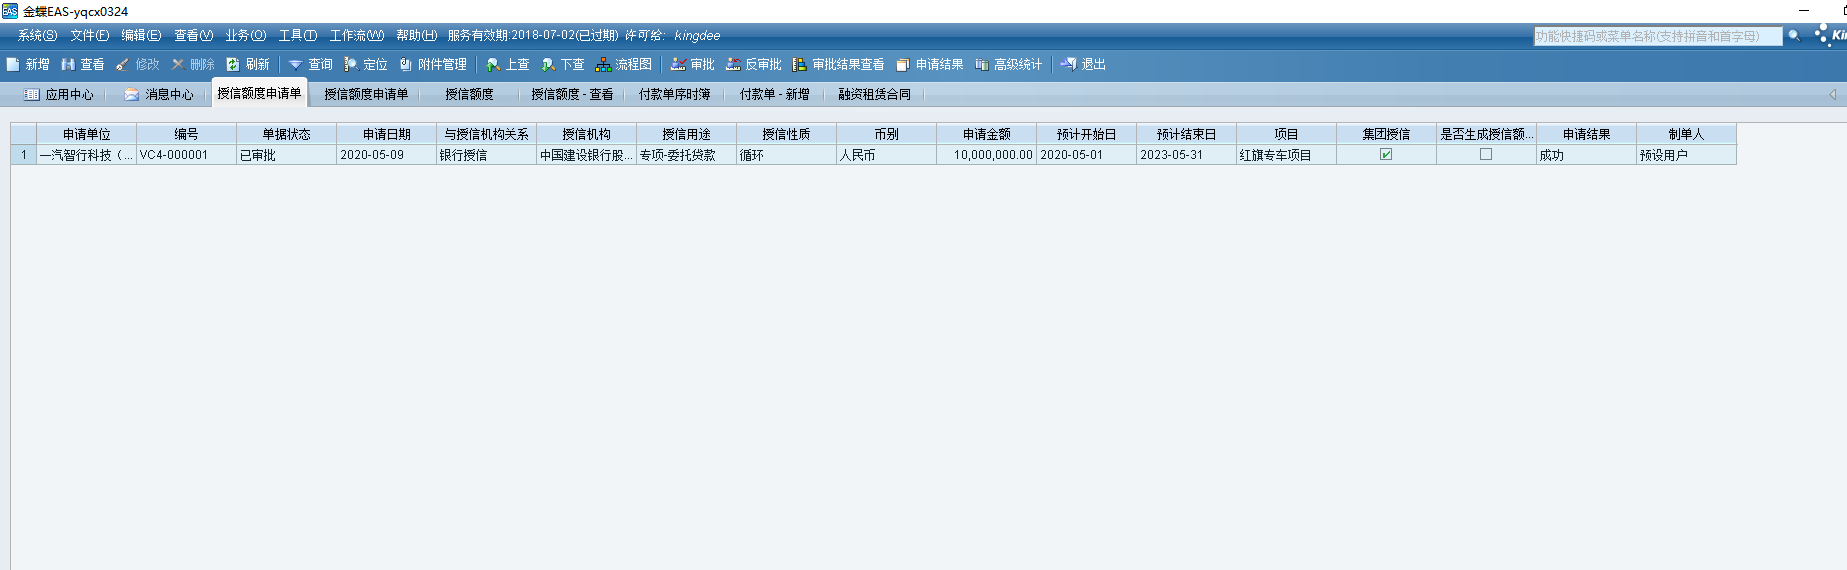 金蝶EAS-yqcx0324
系统(S) 文件(F) 编辑(E) 查看(V) 业务(O) 工具(T) 工作流(W) 帮助(H) 服务有效期:2018-07-02(已过期) 许可给: kingdee 功能快捷码或菜单名称(支持拼音和首字母)
新增 查看 修改 删除 刷新 查询 定位 附件管理 上查 下查 流程图 审批 反审批 审批结果查看 申请结果 高级统计 退出
应用中心 消息中心 授信额度申请单 授信额度申请单 授信额度 授信额度 - 查看 付款单序时簿 付款单 - 新增 融资租赁合同
申请单位 编号 单据状态 申请日期 与授信机构关系 授信机构 授信用途 授信性质 币别 申请金额 预计开始日 预计结束日 项目 集团授信 是否生成授信额... 申请结果 制单人
1 一汽智行科技（... VC4-000001 已审批 2020-05-09 银行授信 中国建设银行股... 专项-委托贷款 循环 人民币 10,000,000.00 2020-05-01 2023-05-31 红旗专车项目 成功 预设用户